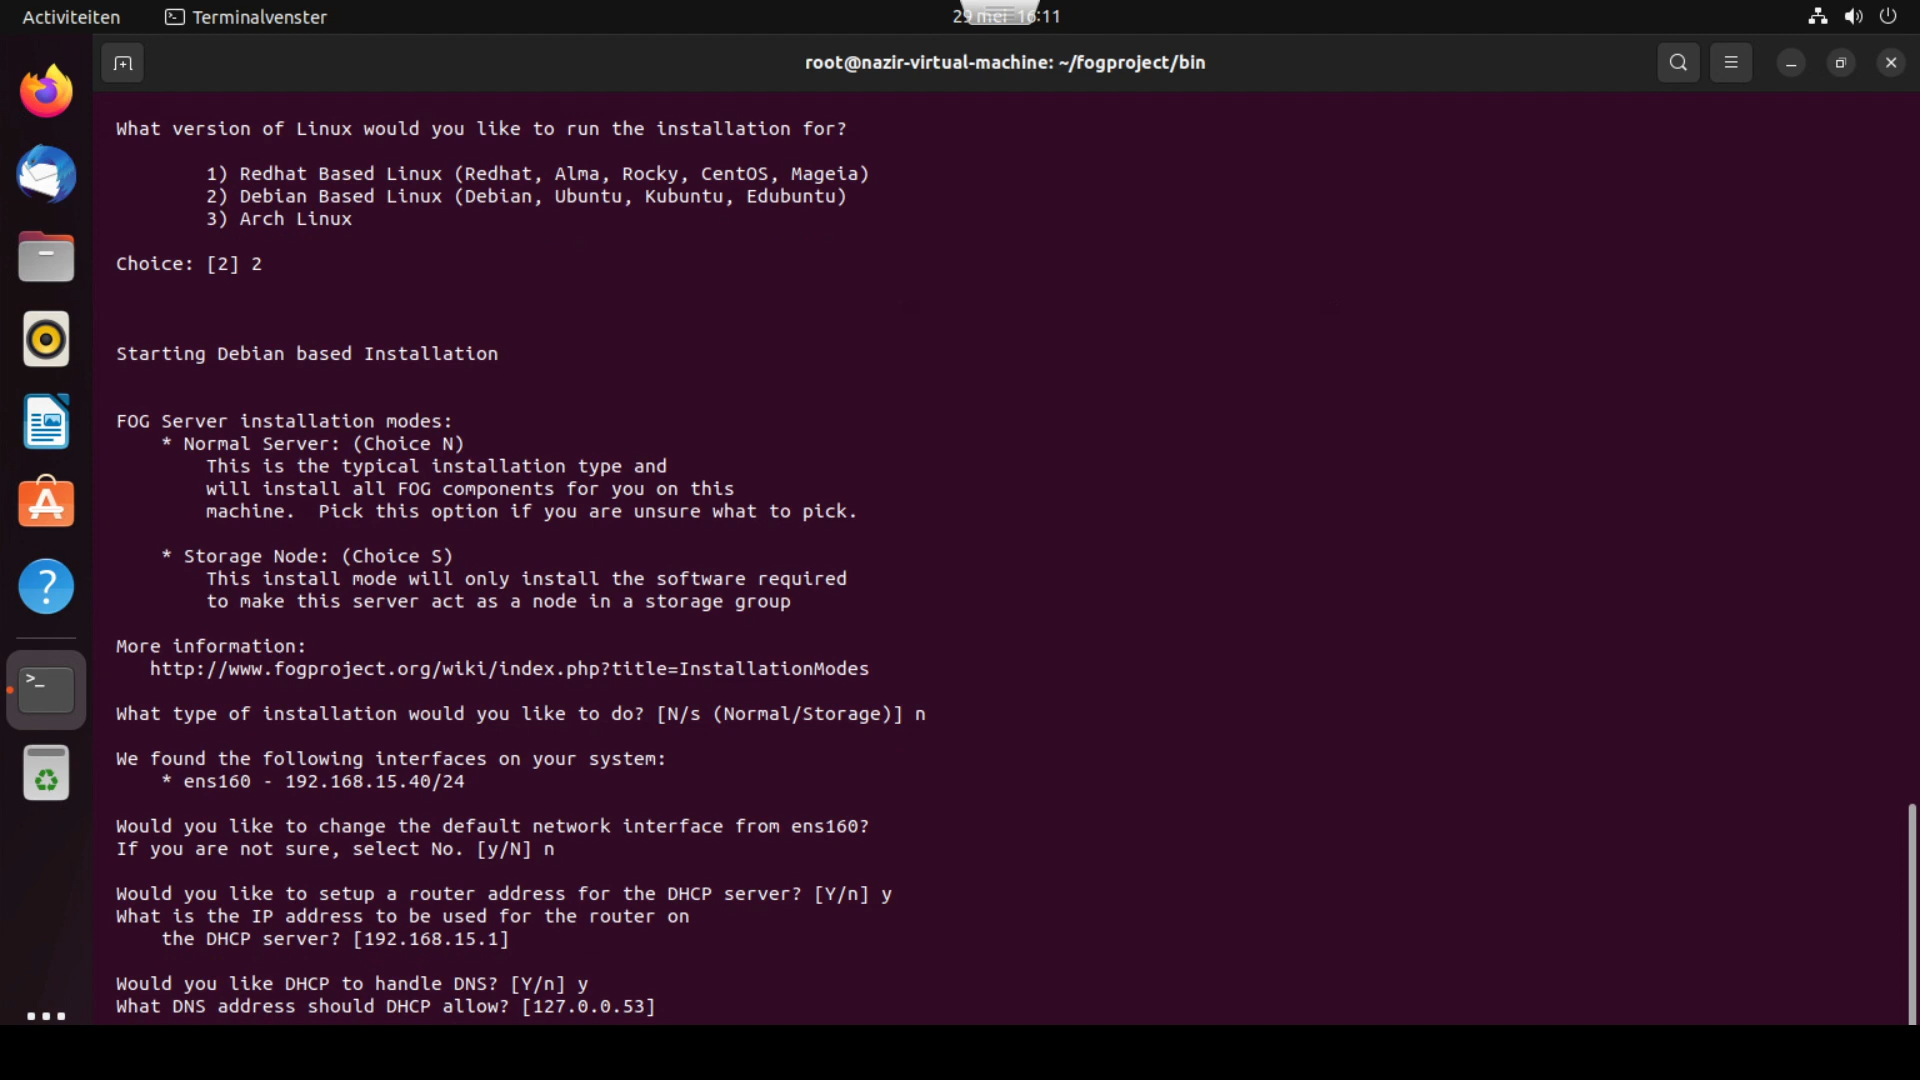 Activiteiten
Terminalvenster
29 mei 16:11
root@nazir-virtual-machine: ~/fogproject/bin
What version of Linux would you like to run the installation for?
1) Redhat Based Linux (Redhat, Alma, Rocky, CentOS, Mageia)
2) Debian Based Linux (Debian, Ubuntu, Kubuntu, Edubuntu)
3) Arch Linux
Choice: [2] 2
Starting Debian based Installation
FOG Server installation modes:
* Normal Server: (Choice N)
This is the typical installation type and
will install all FOG components for you on this
machine.  Pick this option if you are unsure what to pick.
* Storage Node: (Choice S)
This install mode will only install the software required
to make this server act as a node in a storage group
More information:
http://www.fogproject.org/wiki/index.php?title=InstallationModes
What type of installation would you like to do? [N/s (Normal/Storage)] n
We found the following interfaces on your system:
* ens160 - 192.168.15.40/24
Would you like to change the default network interface from ens160?
If you are not sure, select No. [y/N] n
Would you like to setup a router address for the DHCP server? [Y/n] y
What is the IP address to be used for the router on
the DHCP server? [192.168.15.1]
Would you like DHCP to handle DNS? [Y/n] y
What DNS address should DHCP allow? [127.0.0.53]